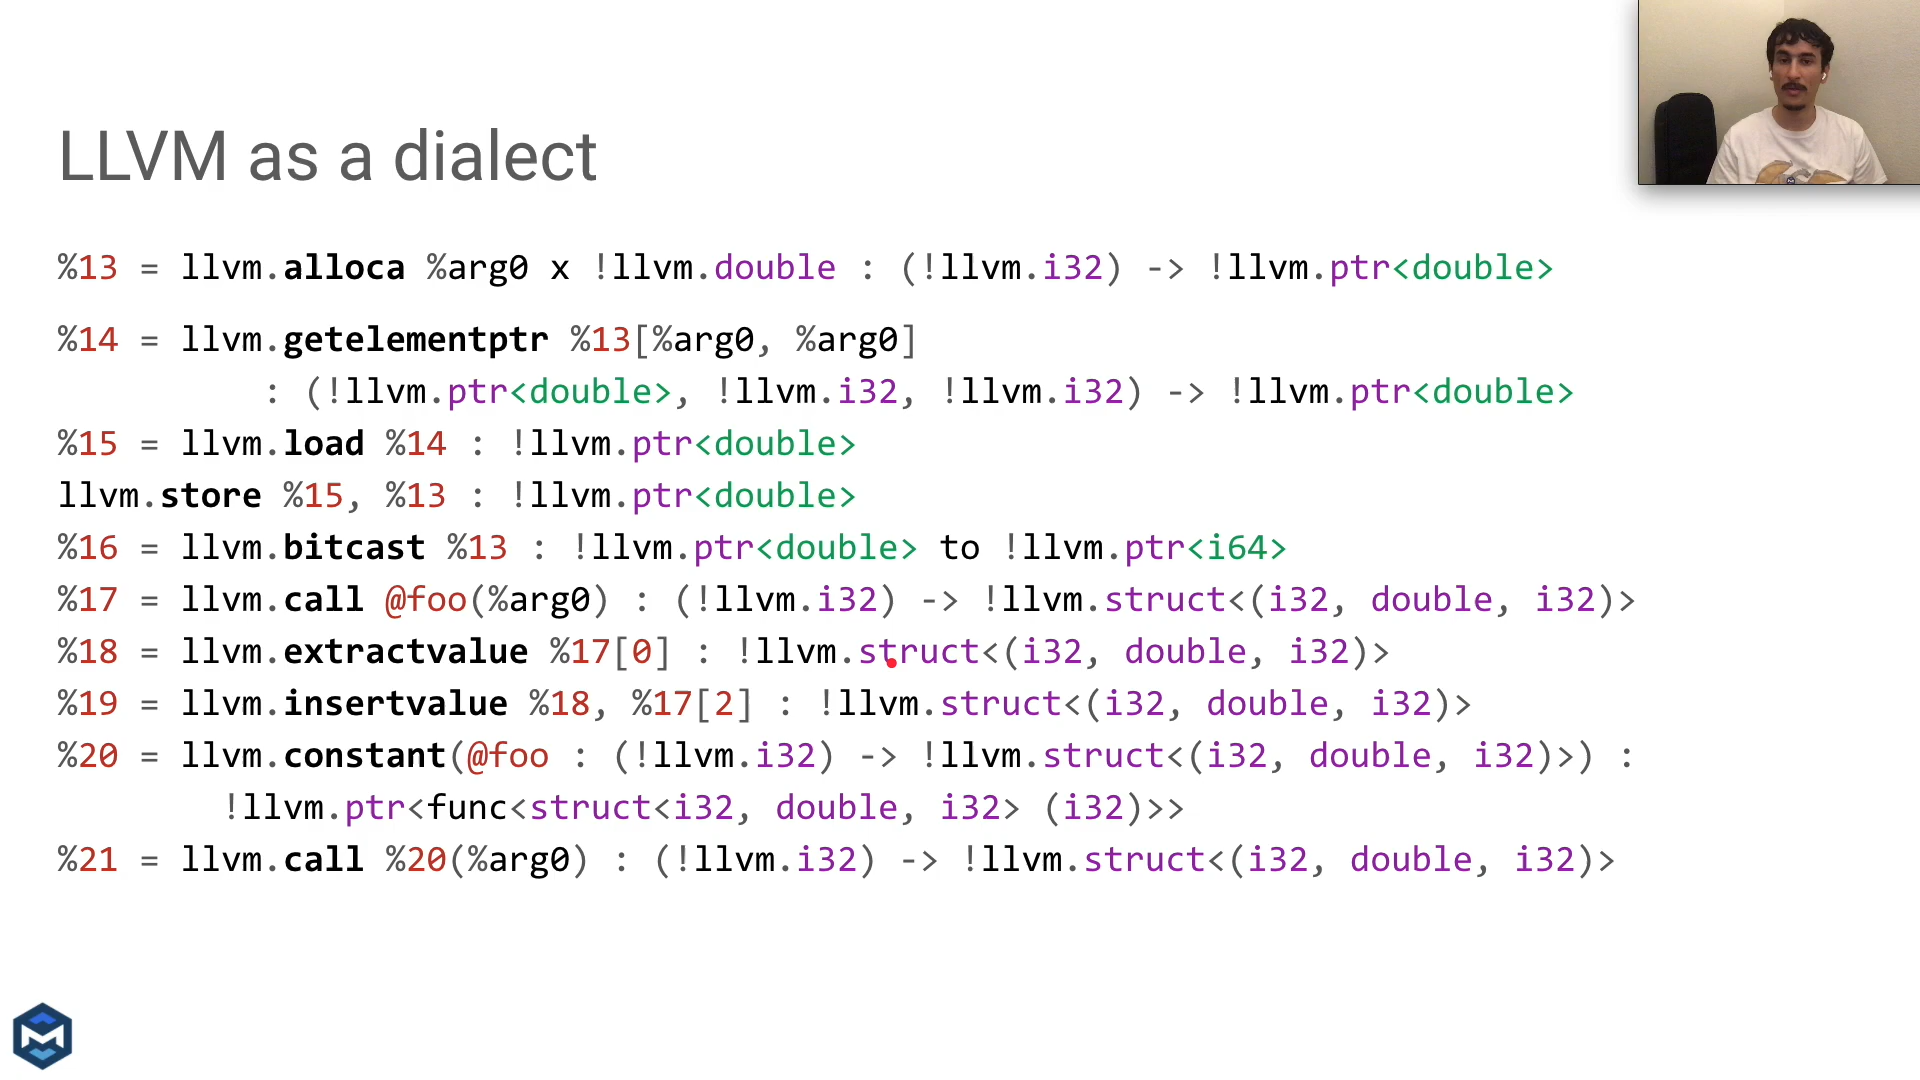 LLVM as a dialect
%13 = llvm.alloca %arg0 x !llvm.double : (!llvm.i32) -> !llvm.ptr<double>
%14 = llvm.getelementptr %13[%arg0, %arg0]
: (!llvm.ptr<double>, !llvm.i32, !llvm.i32) -> !llvm.ptr<double>
%15 = llvm.load %14 : !llvm.ptr<double>
llvm.store %15, %13 : !llvm.ptr<double>
%16 = llvm.bitcast %13 : !llvm.ptr<double> to !llvm.ptr<i64>
%17 = llvm.call @foo(%arg0) : (!llvm.i32) -> !llvm.struct<(i32, double, i32)>
%18 = llvm.extractvalue %17[0] : !llvm.struct<(i32, double, i32)>
%19 = llvm.insertvalue %18, %17[2] : !llvm.struct<(i32, double, i32)>
%20 = llvm.constant(@foo : (!llvm.i32) -> !llvm.struct<(i32, double, i32)>) :
!llvm.ptr<func<struct<i32, double, i32> (i32)>>
%21 = llvm.call %20(%arg0) : (!llvm.i32) -> !llvm.struct<(i32, double, i32)>